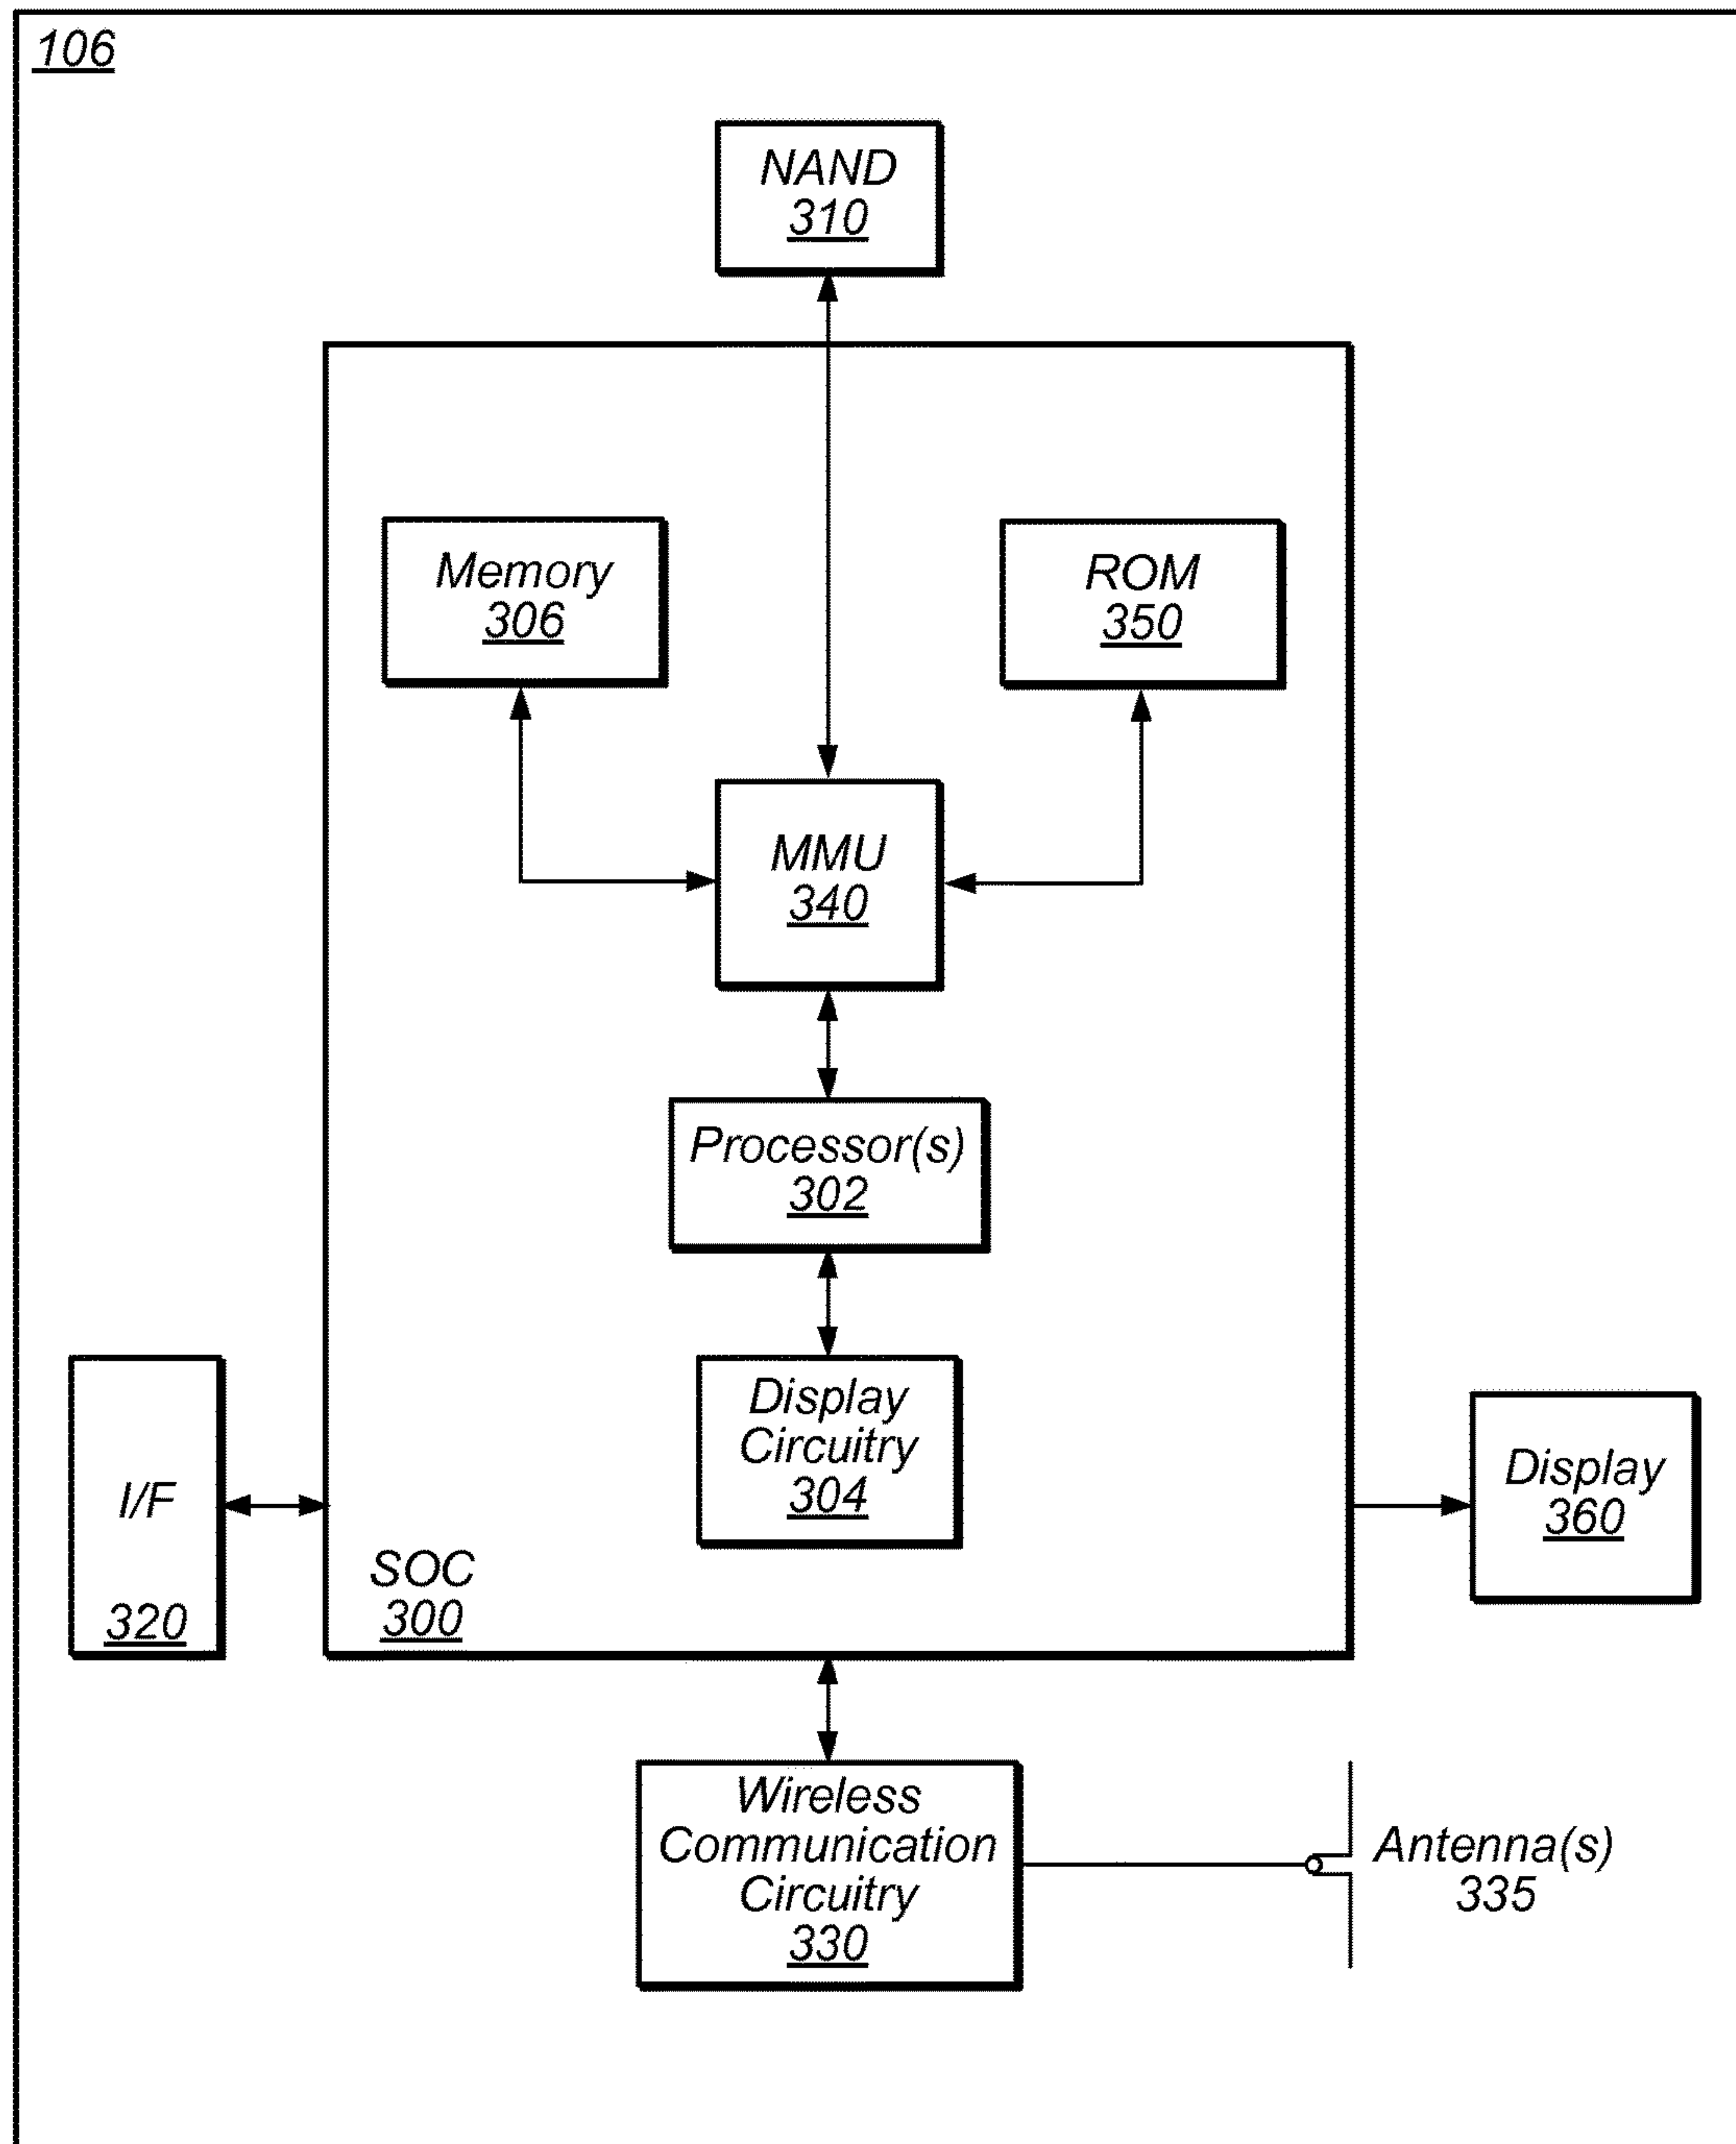 106
NAND
310
Memory
306
ROM
350
MMU
340
Processor(s)
302
Display
Circuitry
304
I/F
320
SOC
300
Display
360
Wireless
Communication
Circuitry
330
Antenna(s)
335